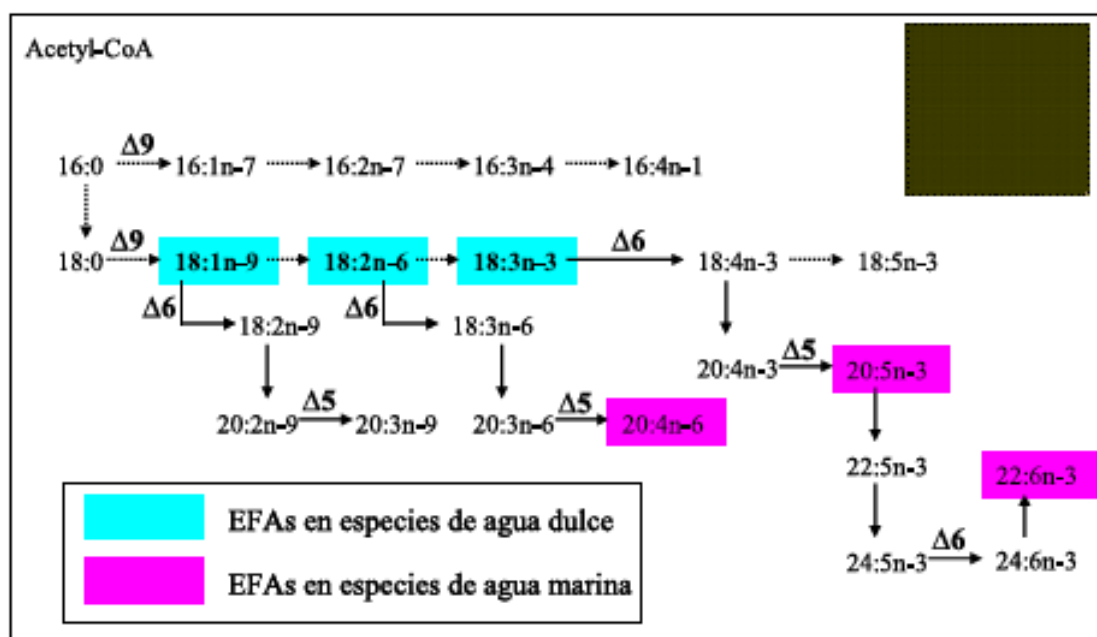 Acetyl-CoA
Δ9
16:0 16:1n-7 16:2n-7 16:3n-4 16:4n-1
Δ9 Δ6
18:0 18:1n-9 18:2n-6 18:3n-3 18:4n-3 18:5n-3
Δ6 Δ6
18:2n-9 18:3n-6
Δ5
20:4n-3 20:5n-3
Δ5 Δ5
20:2n-9 20:3n-9 20:3n-6 20:4n-6
22:5n-3 22:6n-3
EFAs en especies de agua dulce
Δ6
24:5n-3 24:6n-3
EFAs en especies de agua marina